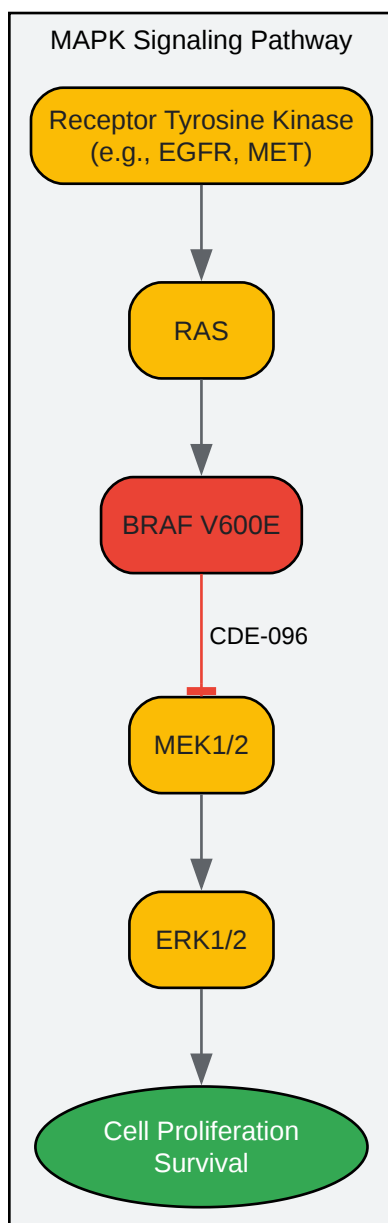 MAPK Signaling Pathway
Receptor Tyrosine Kinase
(e.g., EGFR, MET)
RAS
BRAF V600E
CDE-096
MEK1/2
ERK1/2
Cell Proliferation
Survival